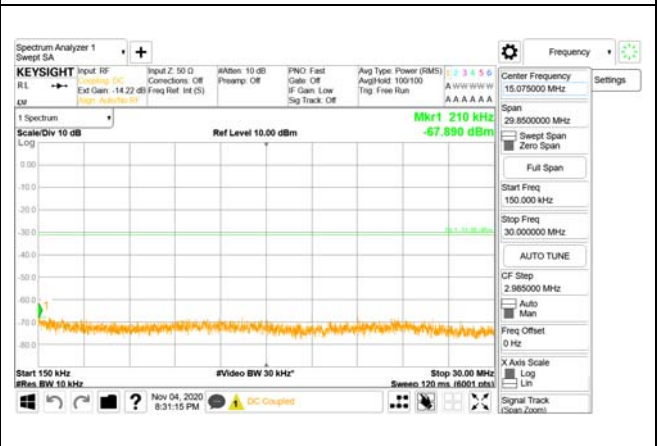 Spectrum Analyzer 1
Swept SA
Frequency
KEYSIGHT
RL
Input: RF
Coupling: DC
Ext Gain: -14.22 dB
Align: Auto/No RF
Input Z: 50 Ω
Corrections: Off
Freq Ref: Int (S)
#Atten: 10 dB
Preamp: Off
PNO: Fast
Gate: Off
IF Gain: Low
Sig Track: Off
Avg Type: Power (RMS)
Avg|Hold: 100/100
Trig: Free Run
1 2 3 4 5 6
A W W W W W
A A A A A A
1 Spectrum
Scale/Div 10 dB
Ref Level 10.00 dBm
Mkr1 210 kHz
-67.890 dBm
Log
0.00
-10.0
-20.0
-30.0
-40.0
-50.0
-60.0
-70.0
-80.0
1
Start 150 kHz
#Res BW 10 kHz
#Video BW 30 kHz*
Stop 30.00 MHz
Sweep 120 ms (6001 pts)
Nov 04, 2020
8:31:15 PM
DC Coupled
Settings
Center Frequency
15.075000 MHz
Span
29.8500000 MHz
Swept Span
Zero Span
Full Span
Start Freq
150.000 kHz
Stop Freq
30.000000 MHz
AUTO TUNE
CF Step
2.985000 MHz
Auto
Man
Freq Offset
0 Hz
X Axis Scale
Log
Lin
Signal Track
(Span Zoom)